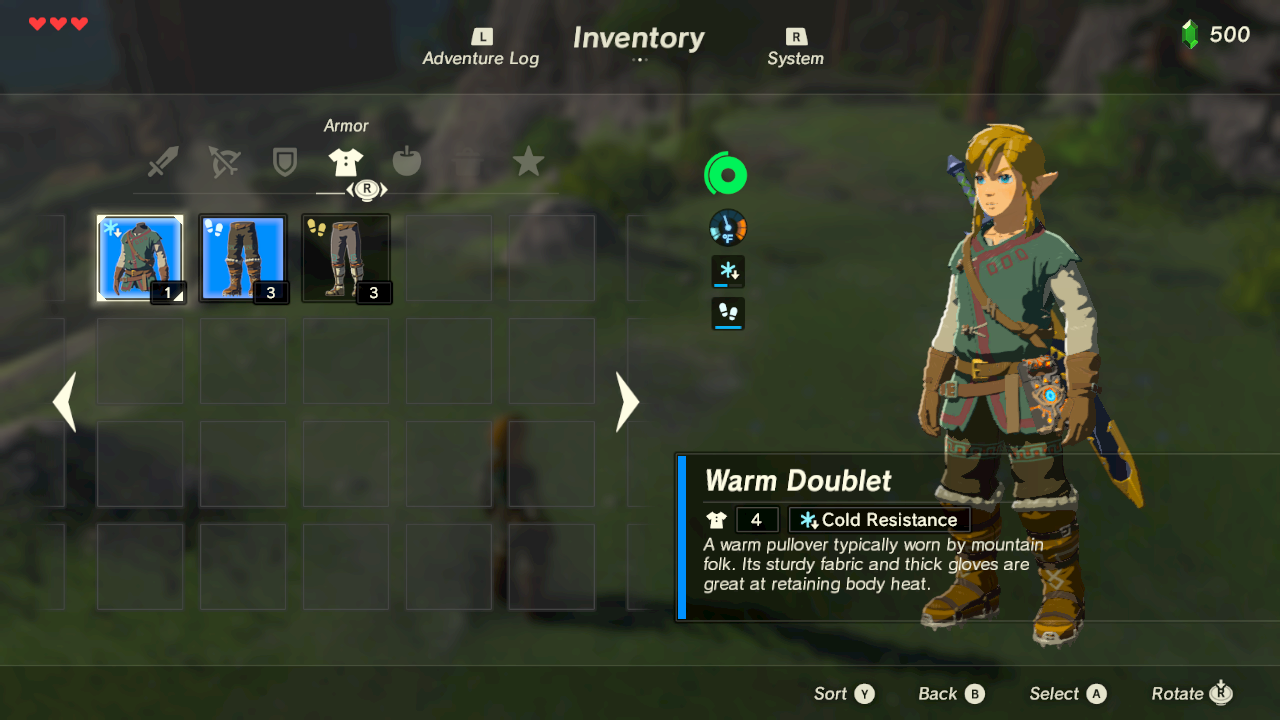 L
Inventory
R
500
Adventure Log
System
Armor
R
1
3
3
°F
Warm Doublet
4
Cold Resistance
A warm pullover typically worn by mountain
folk. Its sturdy fabric and thick gloves are
great at retaining body heat.
Sort Y
Back B
Select A
Rotate R